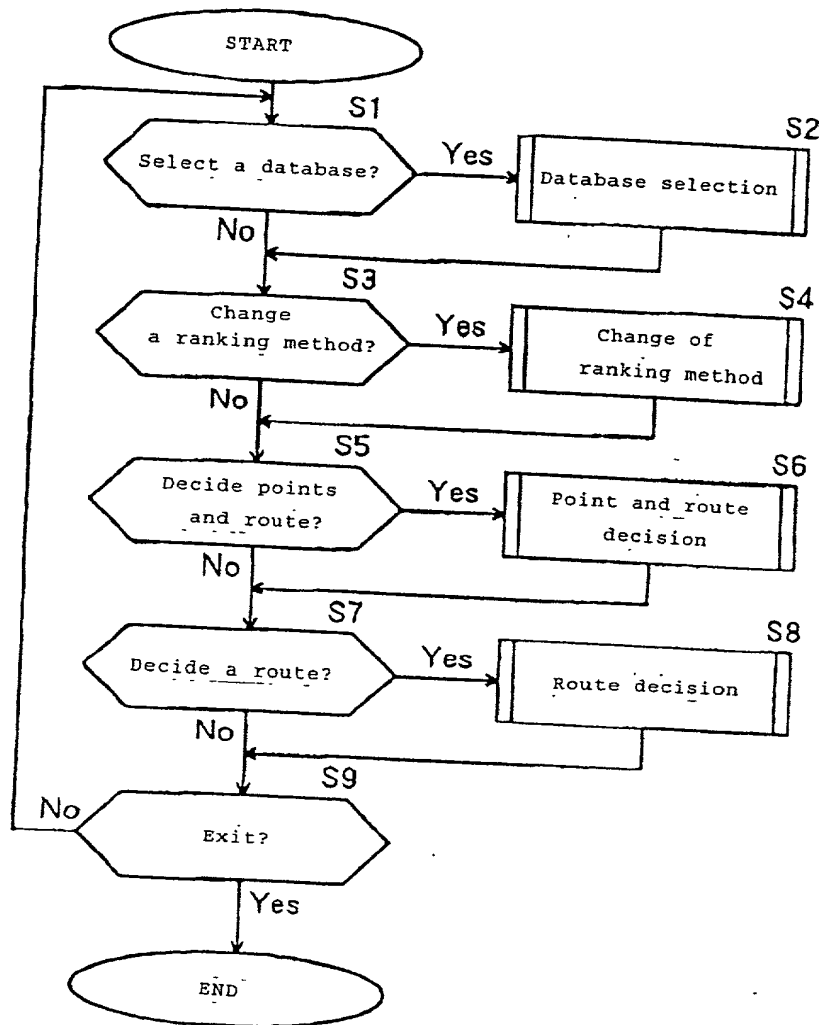 START
S1
Select a database?
Yes
S2
Database selection
No
S3
Change
a ranking method?
Yes
S4
Change of
ranking method
No
S5
Decide points
and route?
Yes
S6
Point and route
decision
No
S7
Decide a route?
Yes
S8
Route decision
No
S9
No
Exit?
Yes
END